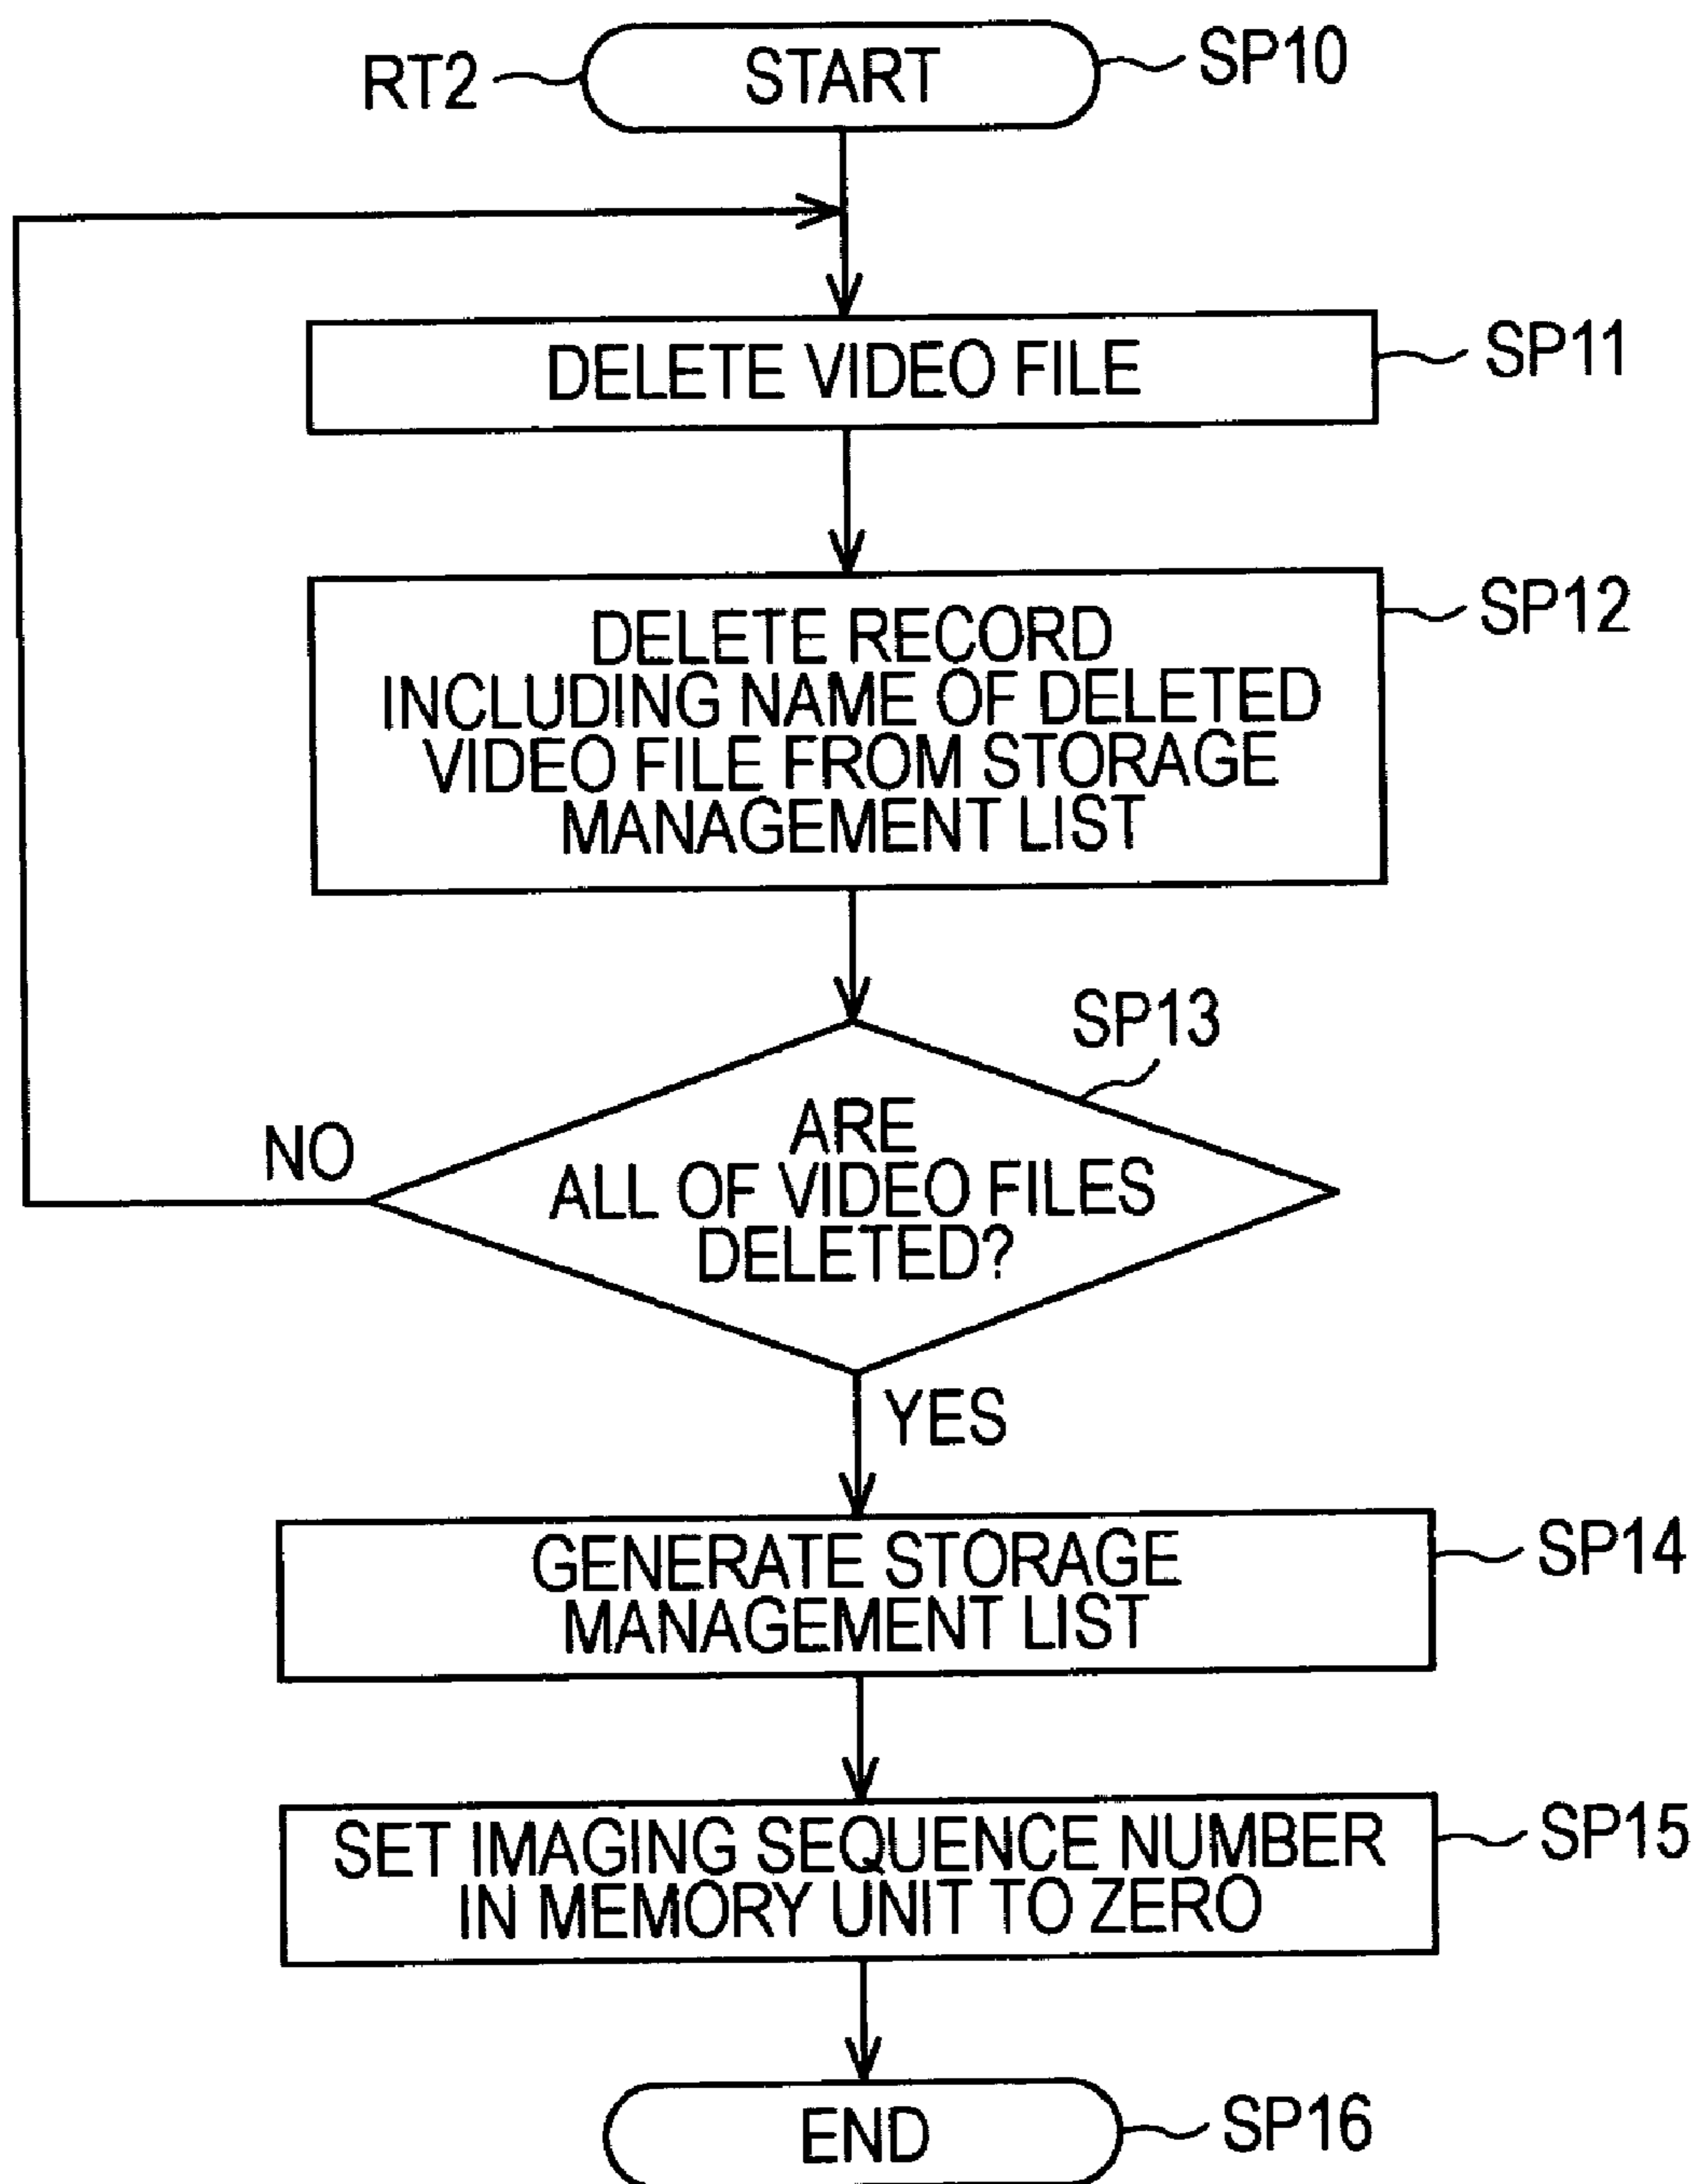 RT2
START
SP10
DELETE VIDEO FILE
SP11
DELETE RECORD
INCLUDING NAME OF DELETED
VIDEO FILE FROM STORAGE
MANAGEMENT LIST
SP12
SP13
ARE
ALL OF VIDEO FILES
DELETED?
NO
YES
GENERATE STORAGE
MANAGEMENT LIST
SP14
SET IMAGING SEQUENCE NUMBER
IN MEMORY UNIT TO ZERO
SP15
END
SP16